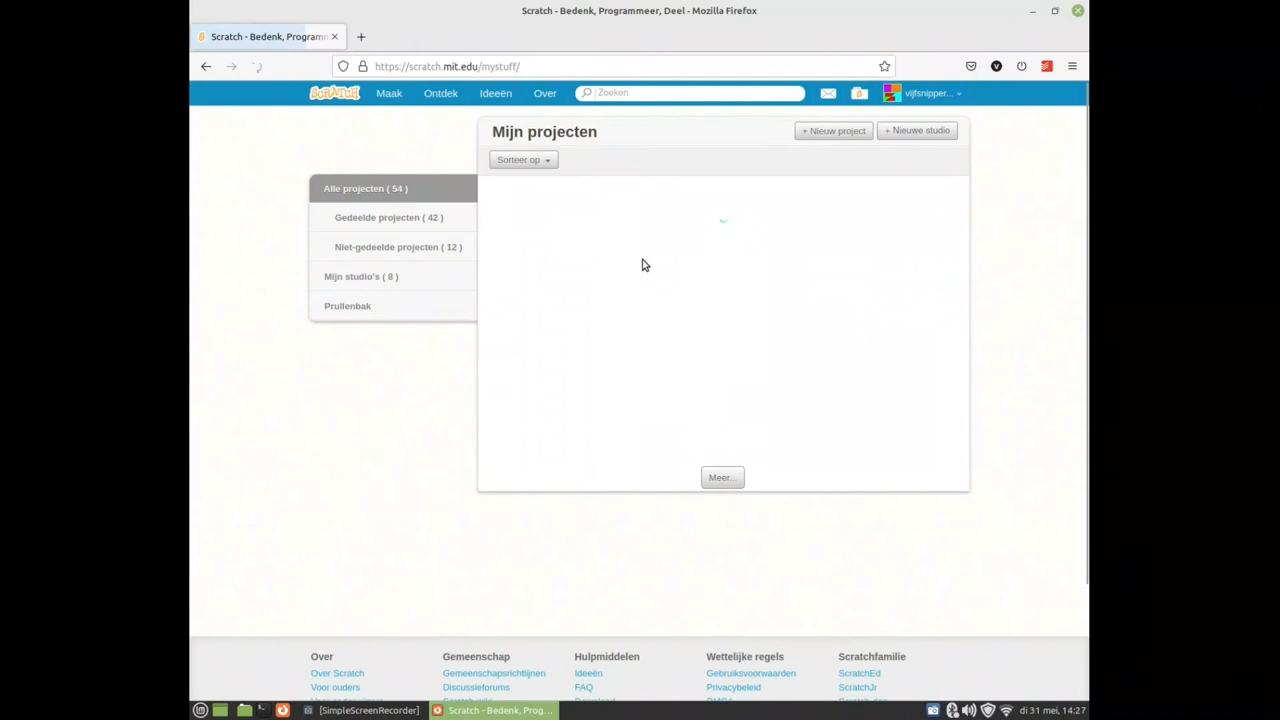 Scratch - Bedenk, Programmeer, Deel - Mozilla Firefox
Scratch - Bedenk, Programm
https://scratch.mit.edu/mystuff/
SCRATCH Maak Ontdek Ideeën Over Zoeken vijfsnipper...
Mijn projecten + Nieuw project + Nieuwe studio
Sorteer op
Alle projecten ( 54 )
Gedeelde projecten ( 42 )
Niet-gedeelde projecten ( 12 )
Mijn studio's ( 8 )
Prullenbak
Meer...
Over Gemeenschap Hulpmiddelen Wettelijke regels Scratchfamilie
Over Scratch Gemeenschapsrichtlijnen Ideeën Gebruiksvoorwaarden ScratchEd
Voor ouders Discussieforums FAQ Privacybeleid ScratchJr
[SimpleScreenRecorder] Scratch - Bedenk, Prog... di 31 mei, 14:27